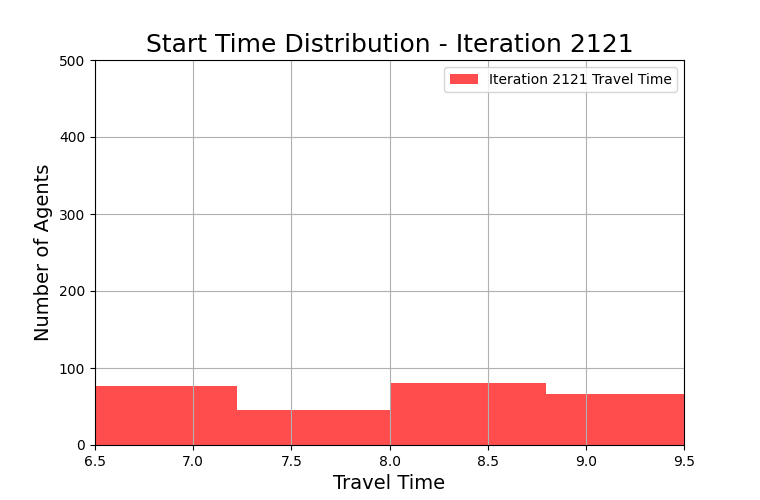 Start Time Distribution - Iteration 2121
500
400
300
200
100
0
Number of Agents
Iteration 2121 Travel Time
6.5 7.0 7.5 8.0 8.5 9.0 9.5
Travel Time